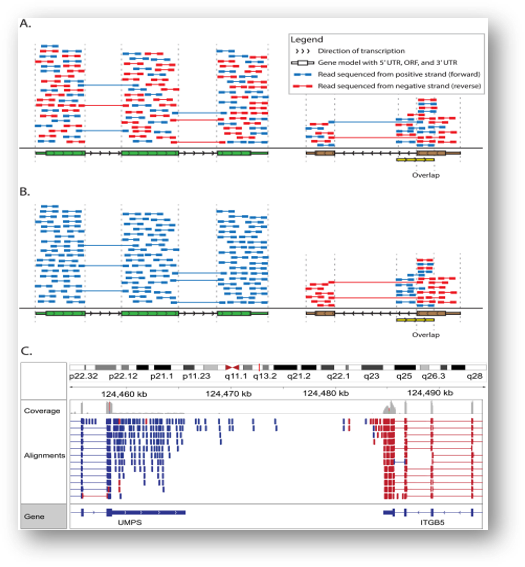 A.
Legend
Direction of transcription
Gene model with 5' UTR, ORF, and 3' UTR
Read sequenced from positive strand (forward)
Read sequenced from negative strand (reverse)
Overlap
B.
Overlap
C.
p22.32 p22.12 p21.1 p11.23 q11.1 q13.2 q21.2 q22.1 q23 q25 q26.3 q28
124,460 kb 124,470 kb 124,480 kb 124,490 kb
Coverage
Alignments
Gene
UMPS ITGB5